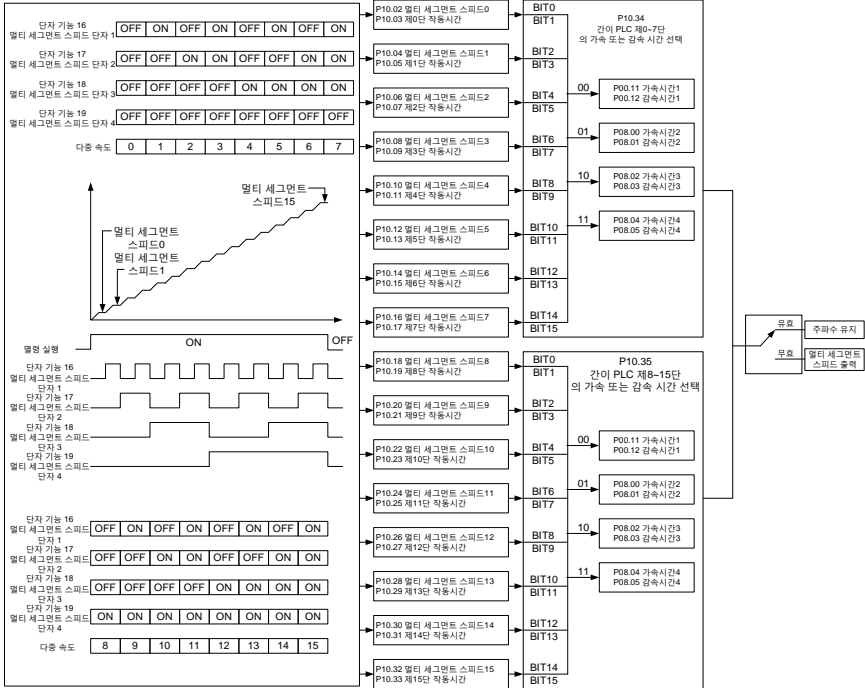 단자 기능 16
멀티 세그먼트 스피드 단자 1
OFF ON OFF ON OFF ON OFF ON
단자 기능 17
멀티 세그먼트 스피드 단자 2
OFF OFF ON ON OFF OFF ON ON
단자 기능 18
멀티 세그먼트 스피드 단자 3
OFF OFF OFF OFF ON ON ON ON
단자 기능 19
멀티 세그먼트 스피드 단자 4
OFF OFF OFF OFF OFF OFF OFF OFF
다중 속도 0 1 2 3 4 5 6 7
멀티 세그먼트
스피드15
멀티 세그먼트
스피드0
멀티 세그먼트
스피드1
ON
OFF
명령 실행
단자 기능 16
멀티 세그먼트 스피드
단자 1
단자 기능 17
멀티 세그먼트 스피드
단자 2
단자 기능 18
멀티 세그먼트 스피드
단자 3
단자 기능 19
멀티 세그먼트 스피드
단자 4
단자 기능 16
멀티 세그먼트 스피드
단자 1
OFF ON OFF ON OFF ON OFF ON
단자 기능 17
멀티 세그먼트 스피드
단자 2
OFF OFF ON ON OFF OFF ON ON
단자 기능 18
멀티 세그먼트 스피드
단자 3
OFF OFF OFF OFF ON ON ON ON
단자 기능 19
멀티 세그먼트 스피드
단자 4
ON ON ON ON ON ON ON ON
다중 속도 8 9 10 11 12 13 14 15
P10.02 멀티 세그먼트 스피드0
P10.03 제0단 작동시간
P10.04 멀티 세그먼트 스피드1
P10.05 제1단 작동시간
P10.06 멀티 세그먼트 스피드2
P10.07 제2단 작동시간
P10.08 멀티 세그먼트 스피드3
P10.09 제3단 작동시간
P10.10 멀티 세그먼트 스피드4
P10.11 제4단 작동시간
P10.12 멀티 세그먼트 스피드5
P10.13 제5단 작동시간
P10.14 멀티 세그먼트 스피드6
P10.15 제6단 작동시간
P10.16 멀티 세그먼트 스피드7
P10.17 제7단 작동시간
P10.18 멀티 세그먼트 스피드8
P10.19 제8단 작동시간
P10.20 멀티 세그먼트 스피드9
P10.21 제9단 작동시간
P10.22 멀티 세그먼트 스피드10
P10.23 제10단 작동시간
P10.24 멀티 세그먼트 스피드11
P10.25 제11단 작동시간
P10.26 멀티 세그먼트 스피드12
P10.27 제12단 작동시간
P10.28 멀티 세그먼트 스피드13
P10.29 제13단 작동시간
P10.30 멀티 세그먼트 스피드14
P10.31 제14단 작동시간
P10.32 멀티 세그먼트 스피드15
P10.33 제15단 작동시간
BIT0
BIT1
BIT2
BIT3
BIT4
BIT5
BIT6
BIT7
BIT8
BIT9
BIT10
BIT11
BIT12
BIT13
BIT14
BIT15
P10.34
간이 PLC 제0~7단
의 가속 또는 감속 시간 선택
00
P00.11 가속시간1
P00.12 감속시간1
01
P08.00 가속시간2
P08.01 감속시간2
10
P08.02 가속시간3
P08.03 감속시간3
11
P08.04 가속시간4
P08.05 감속시간4
BIT0
BIT1
BIT2
BIT3
BIT4
BIT5
BIT6
BIT7
BIT8
BIT9
BIT10
BIT11
BIT12
BIT13
BIT14
BIT15
P10.35
간이 PLC 제8~15단
의 가속 또는 감속 시간 선택
00
P00.11 가속시간1
P00.12 감속시간1
01
P08.00 가속시간2
P08.01 감속시간2
10
P08.02 가속시간3
P08.03 감속시간3
11
P08.04 가속시간4
P08.05 감속시간4
유효
주파수 유지
무효
멀티 세그먼트
스피드 출력